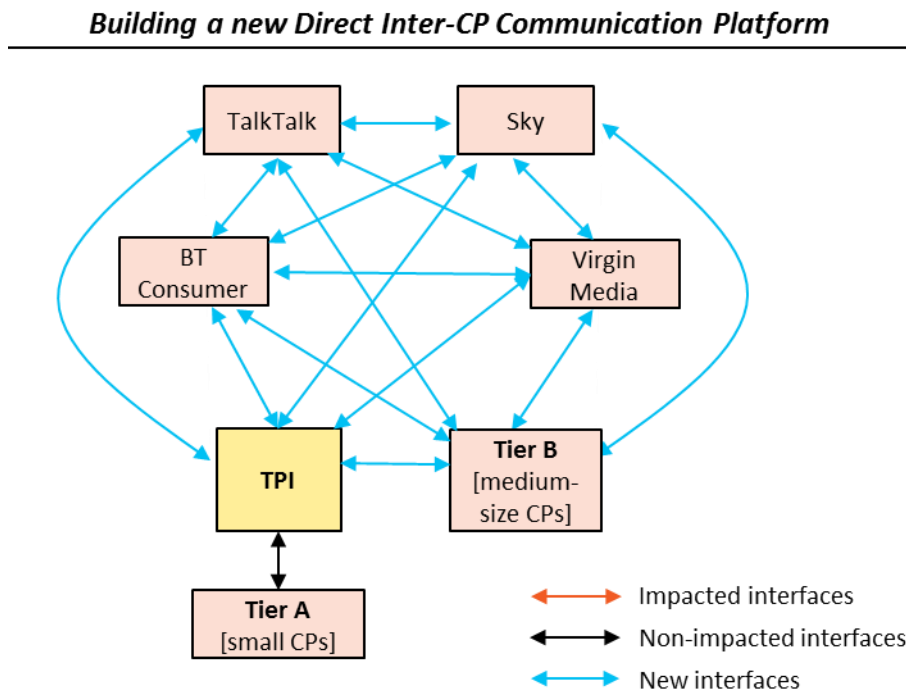 Building a new Direct Inter-CP Communication Platform
TalkTalk
Sky
BT
Consumer
Virgin
Media
TPI
Tier B
[medium-
size CPs]
Tier A
[small CPs]
Impacted interfaces
Non-impacted interfaces
New interfaces